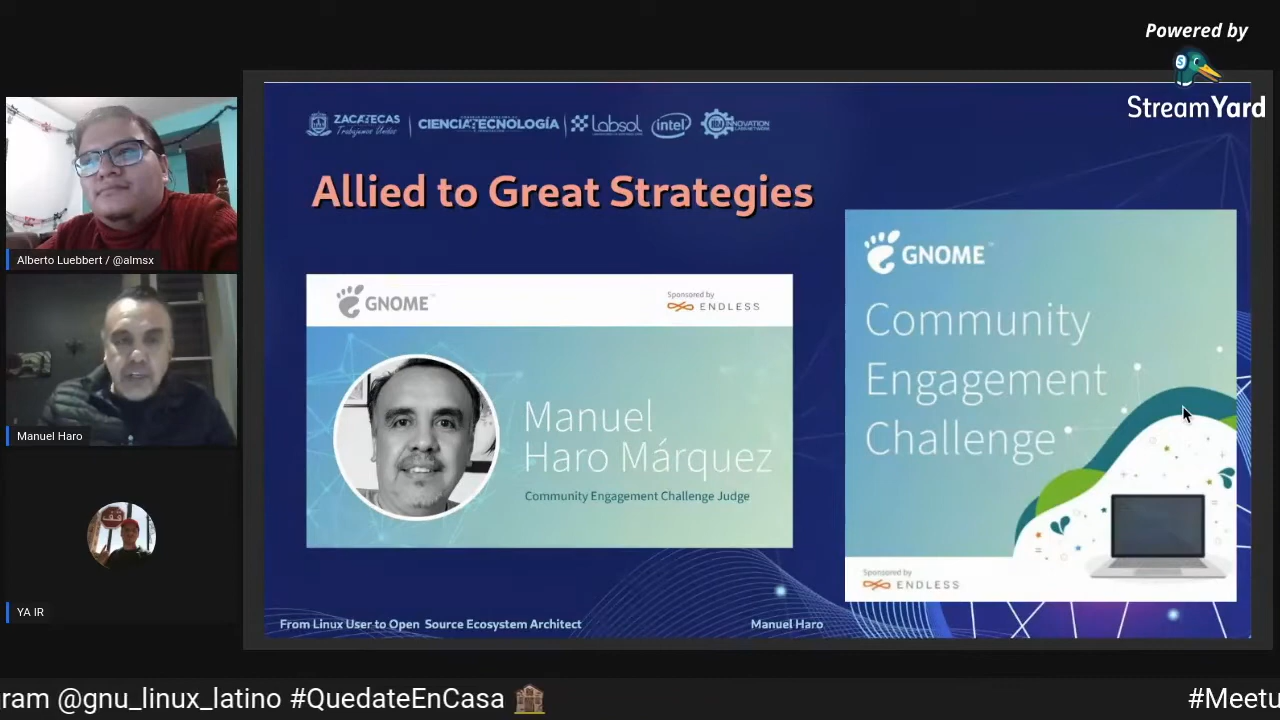 Powered by
StreamYard
Alberto Luebbert / @almsx
Manuel Haro
YA IR
ZACATECAS
Trabajemos Unidos
CIENCIA TECNOLOGÍA
Labsol
intel
Allied to Great Strategies
GNOME
Sponsored by
ENDLESS
Manuel
Haro Márquez
Community Engagement Challenge Judge
GNOME
Community
Engagement
Challenge
Sponsored by
ENDLESS
From Linux User to Open Source Ecosystem Architect
Manuel Haro
gram @gnu_linux_latino #QuedateEnCasa
#Meetu